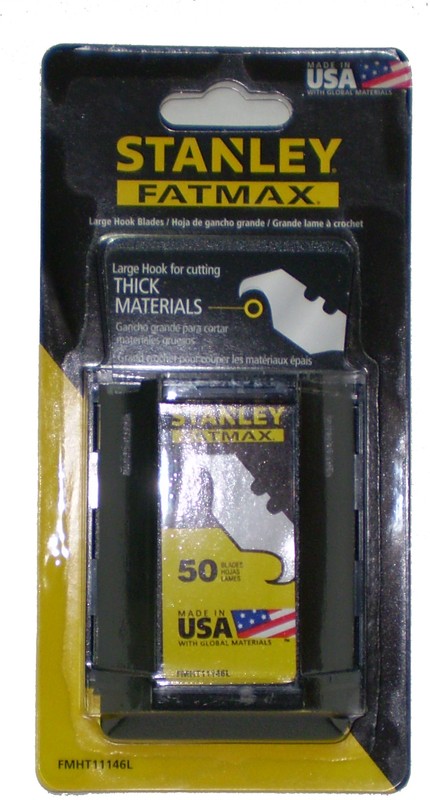 MADE IN
USA
WITH GLOBAL MATERIALS
STANLEY
FATMAX.
Large Hook Blades / Hoja de gancho grande / Grande lame à crochet
Large Hook for cutting
THICK
MATERIALS
Gancho grande para cortar
materieles gruesos
Grand crochet pour couper les matériaux épais
STANLEY
FATMAX.
50 BLADES
HOJAS
LAMES
MADE IN
USA
WITH GLOBAL MATERIALS
FMHT11146L
FMHT11146L